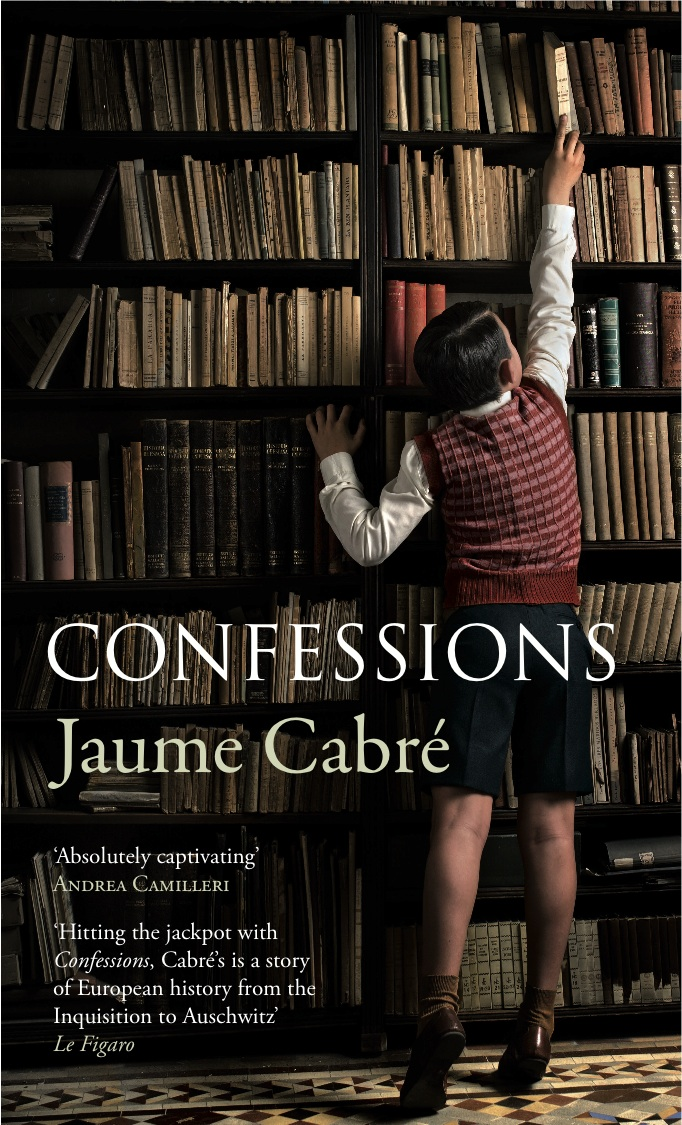 CONFESSIONS
Jaume Cabré
‘Absolutely captivating’
ANDREA CAMILLERI
‘Hitting the jackpot with
Confessions, Cabré’s is a story
of European history from the
Inquisition to Auschwitz’
Le Figaro